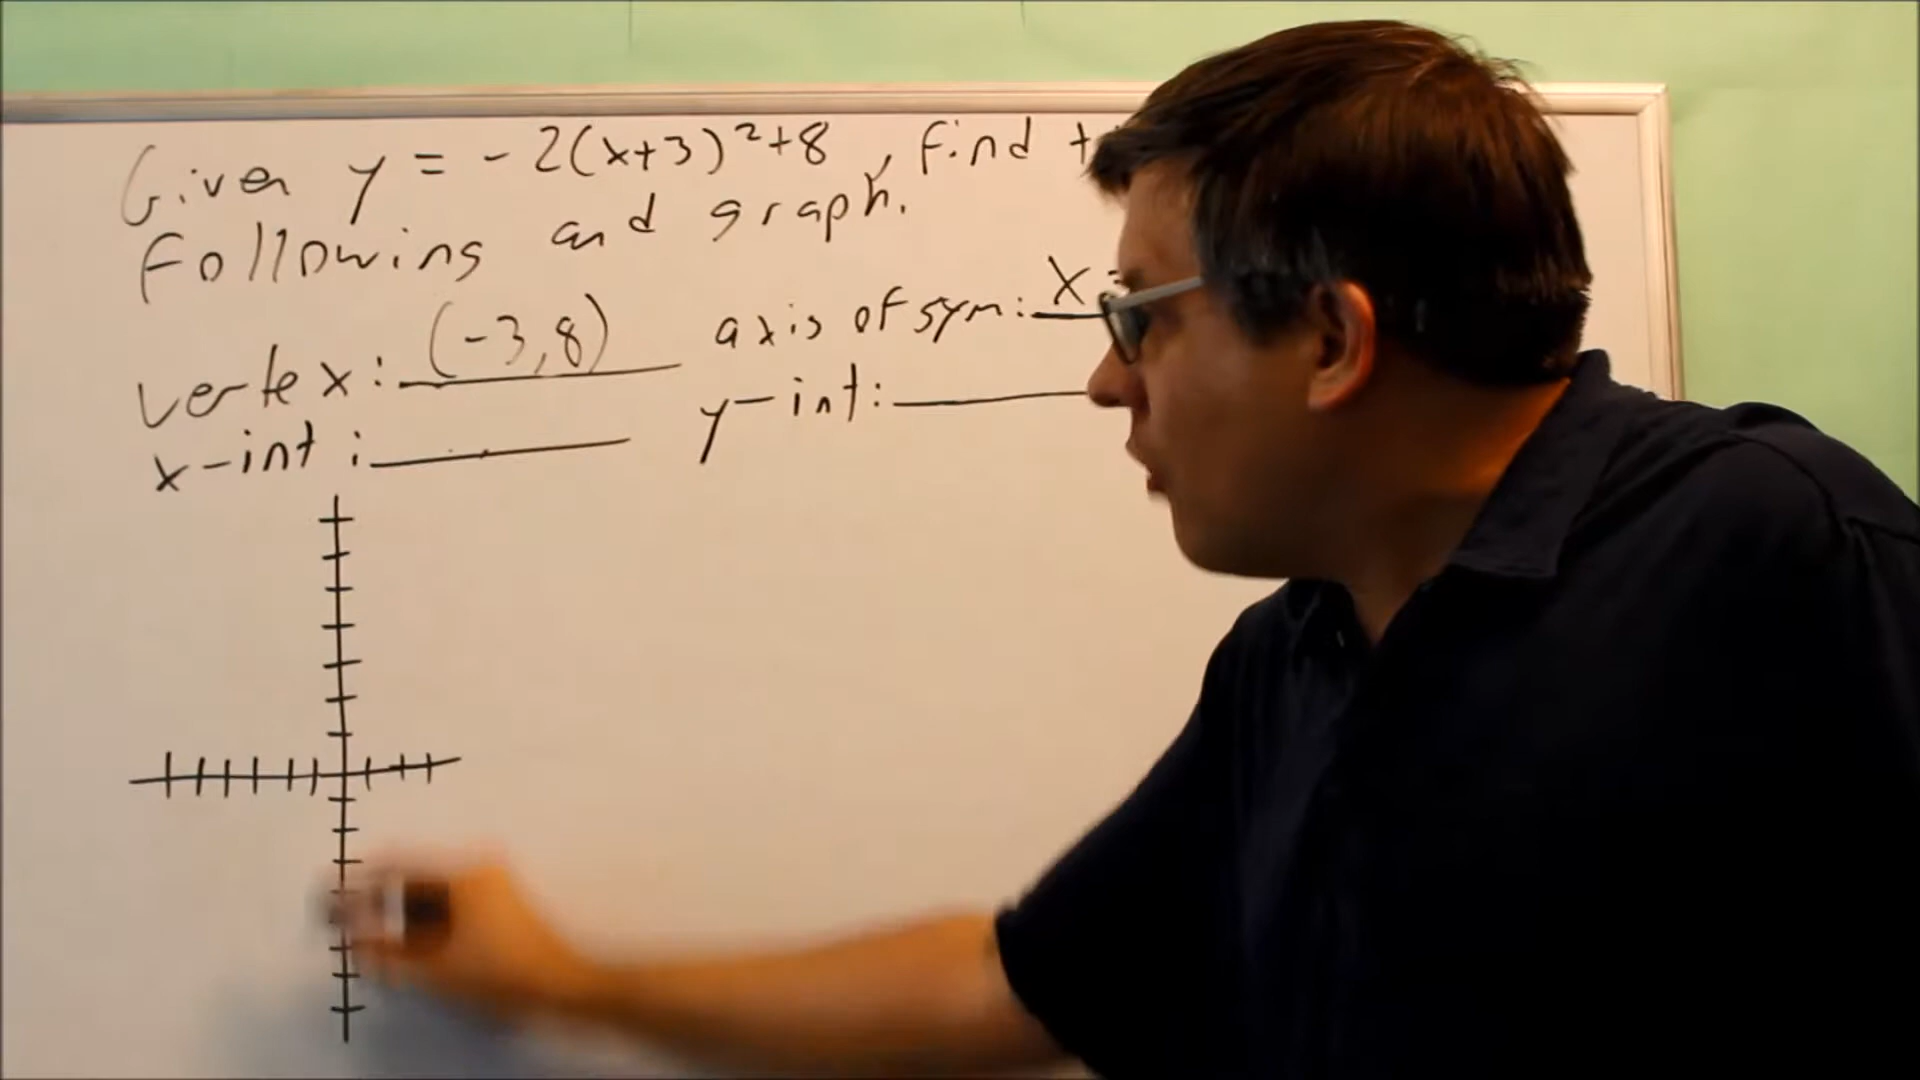 Given y = -2(x+3)²+8, find
following and graph.
vertex: (-3,8)
axis of sym: x
x-int:
y-int: